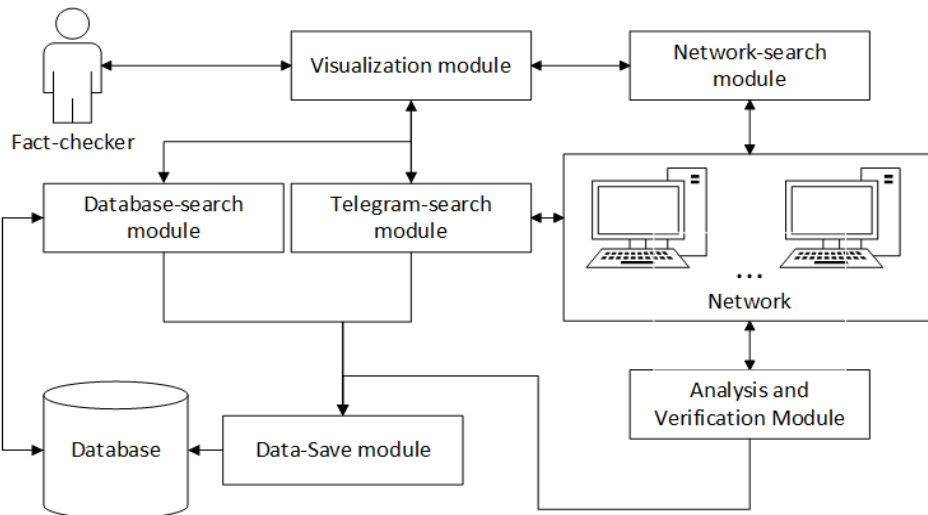 Visualization module
Network-search
module
Fact-checker
Database-search
module
Telegram-search
module
...
Network
Analysis and
Verification Module
Database
Data-Save module